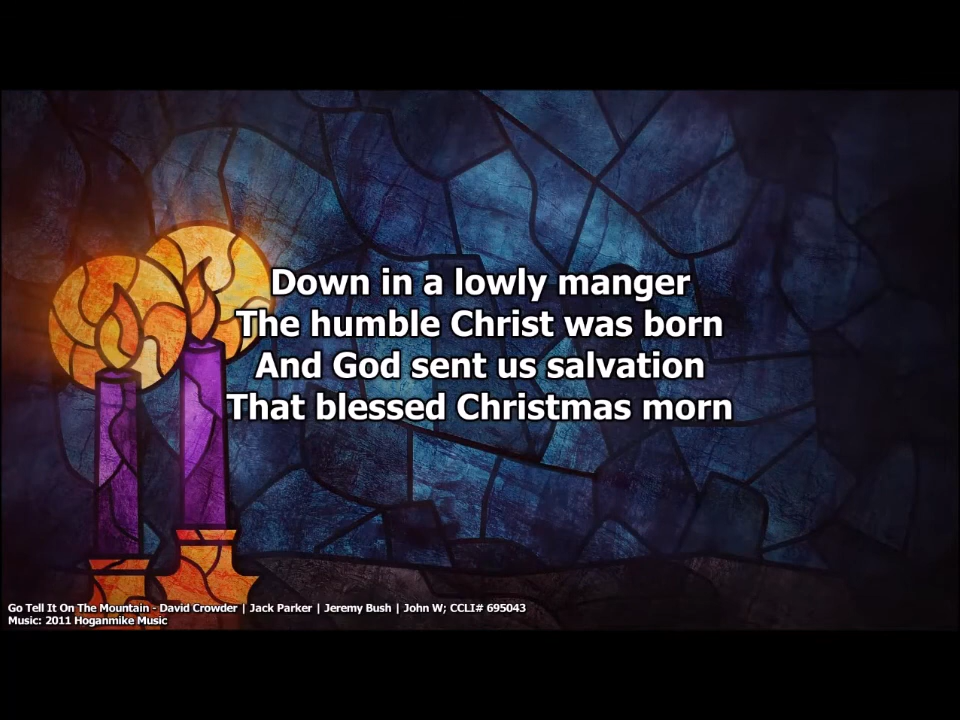 Down in a lowly manger
The humble Christ was born
And God sent us salvation
That blessed Christmas morn
Go Tell It On The Mountain - David Crowder | Jack Parker | Jeremy Bush | John W; CCLI# 695043
Music: 2011 Hoganmike Music